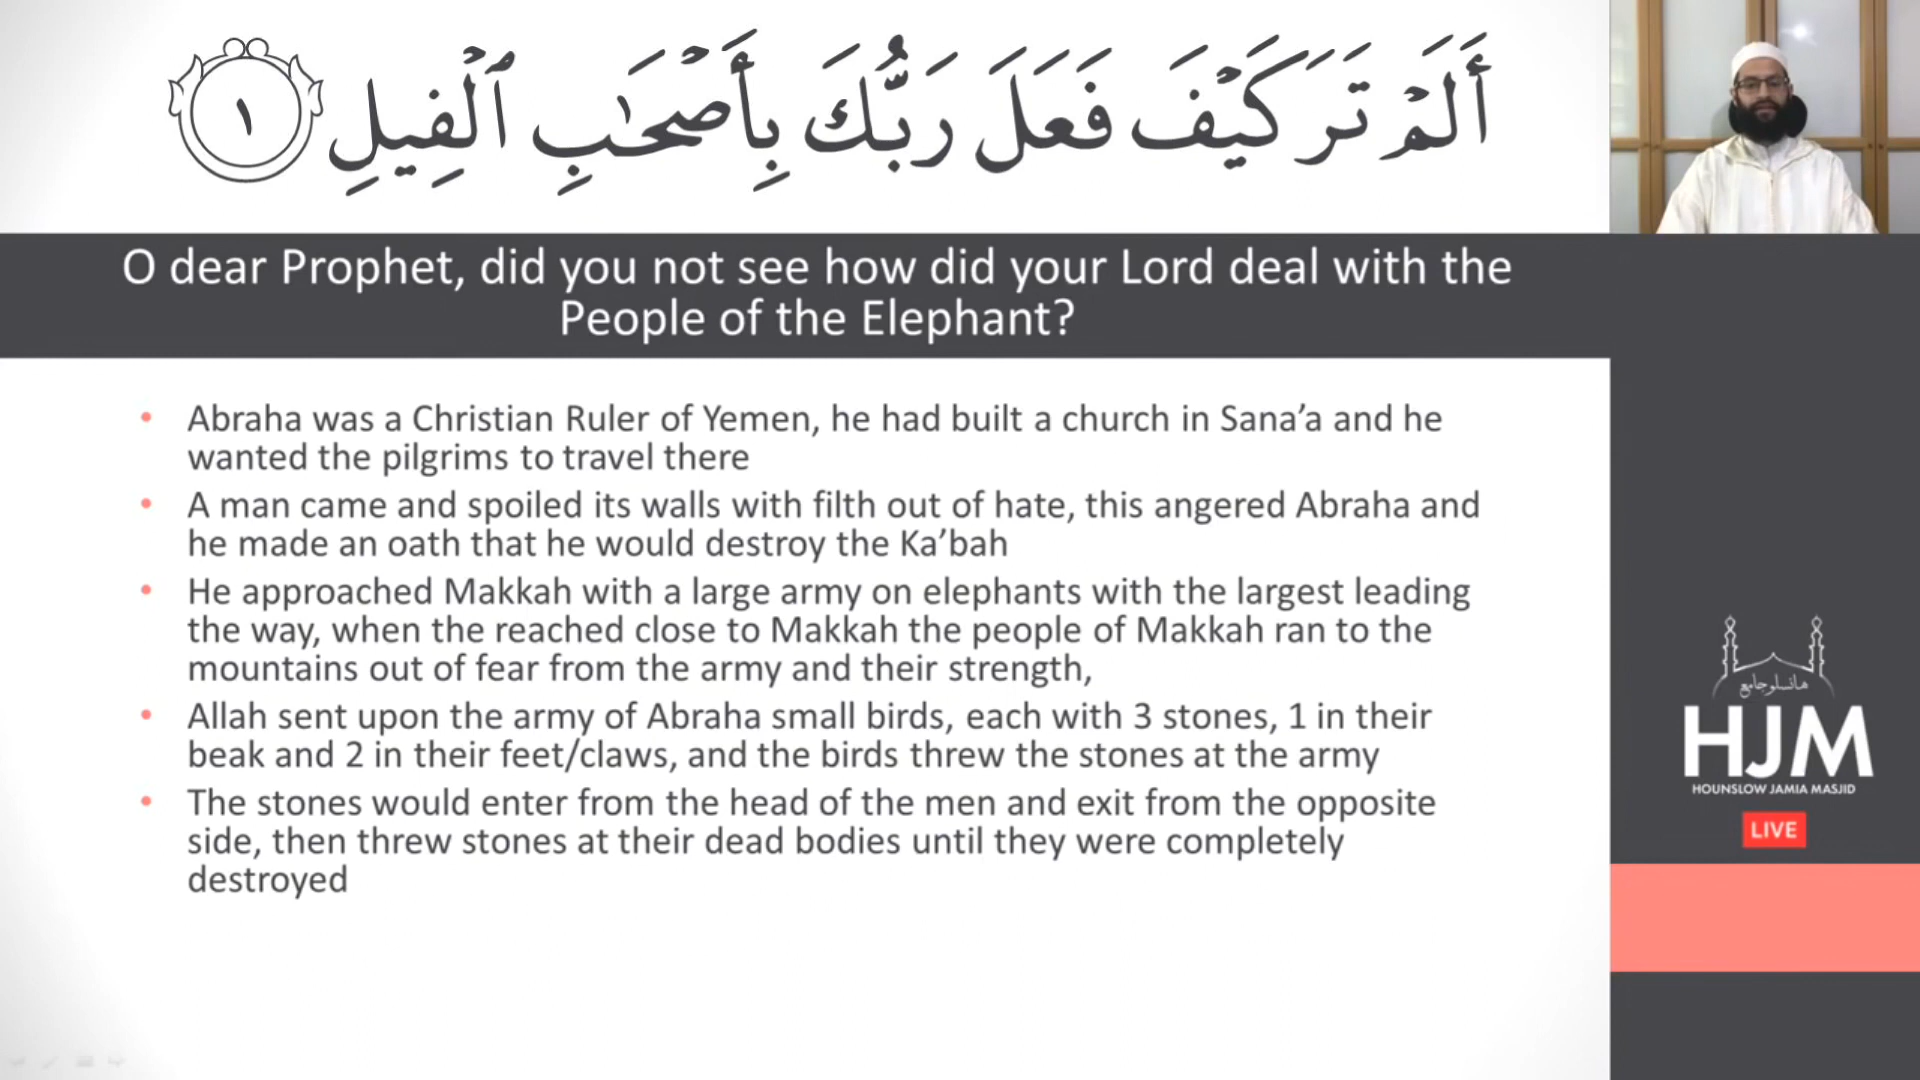 أَلَمْ تَرَ كَيْفَ فَعَلَ رَبُّكَ بِأَصْحَٰبِ ٱلْفِيلِ ١
O dear Prophet, did you not see how did your Lord deal with the
People of the Elephant?
• Abraha was a Christian Ruler of Yemen, he had built a church in Sana’a and he
wanted the pilgrims to travel there
• A man came and spoiled its walls with filth out of hate, this angered Abraha and
he made an oath that he would destroy the Ka’bah
• He approached Makkah with a large army on elephants with the largest leading
the way, when the reached close to Makkah the people of Makkah ran to the
mountains out of fear from the army and their strength,
• Allah sent upon the army of Abraha small birds, each with 3 stones, 1 in their
beak and 2 in their feet/claws, and the birds threw the stones at the army
• The stones would enter from the head of the men and exit from the opposite
side, then threw stones at their dead bodies until they were completely
destroyed
هانسلو جامع
HJM
HOUNSLOW JAMIA MASJID
LIVE